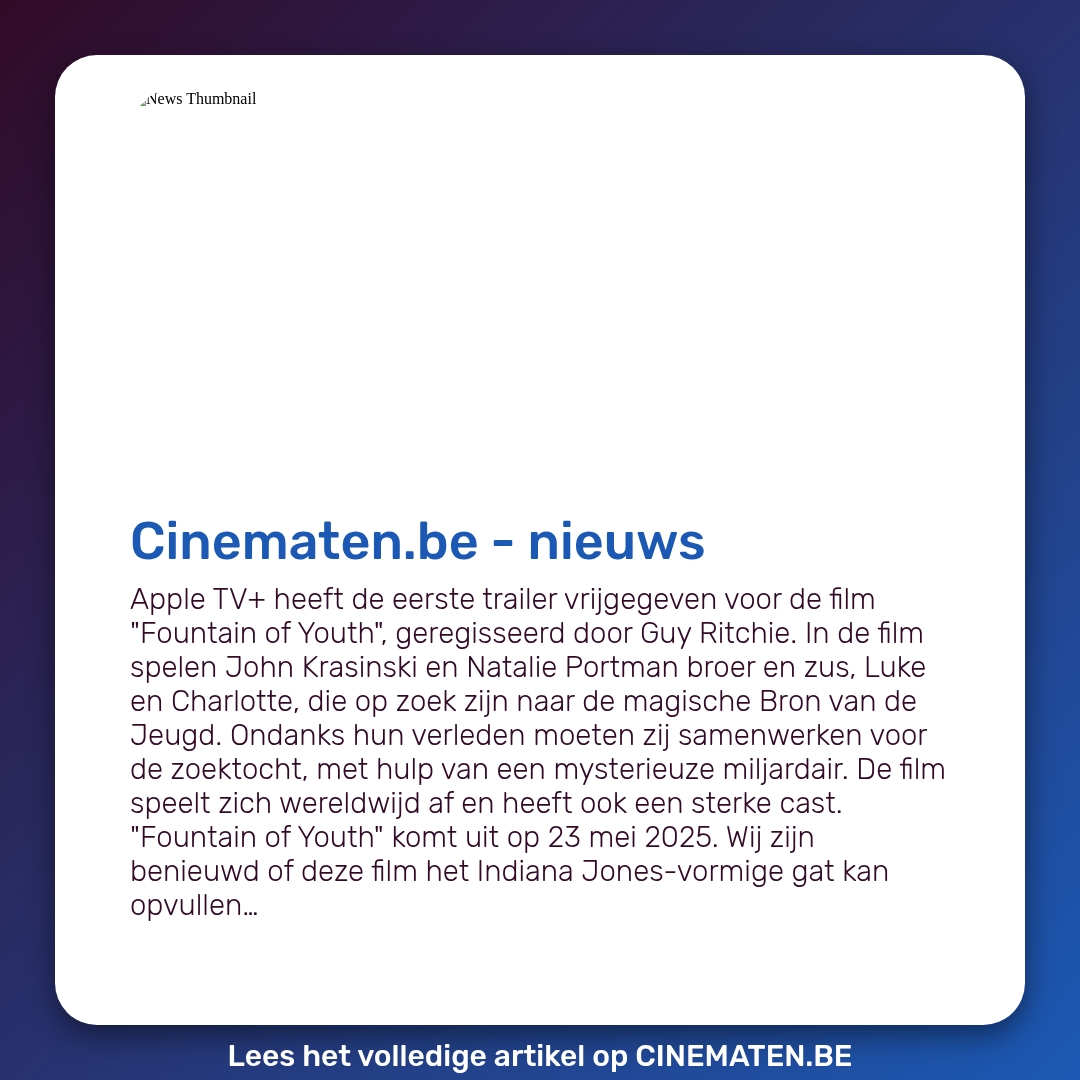 News Thumbnail
Cinematen.be - nieuws
Apple TV+ heeft de eerste trailer vrijgegeven voor de film
"Fountain of Youth", geregisseerd door Guy Ritchie. In de film
spelen John Krasinski en Natalie Portman broer en zus, Luke
en Charlotte, die op zoek zijn naar de magische Bron van de
Jeugd. Ondanks hun verleden moeten zij samenwerken voor
de zoektocht, met hulp van een mysterieuze miljardair. De film
speelt zich wereldwijd af en heeft ook een sterke cast.
"Fountain of Youth" komt uit op 23 mei 2025. Wij zijn
benieuwd of deze film het Indiana Jones-vormige gat kan
opvullen…
Lees het volledige artikel op CINEMATEN.BE